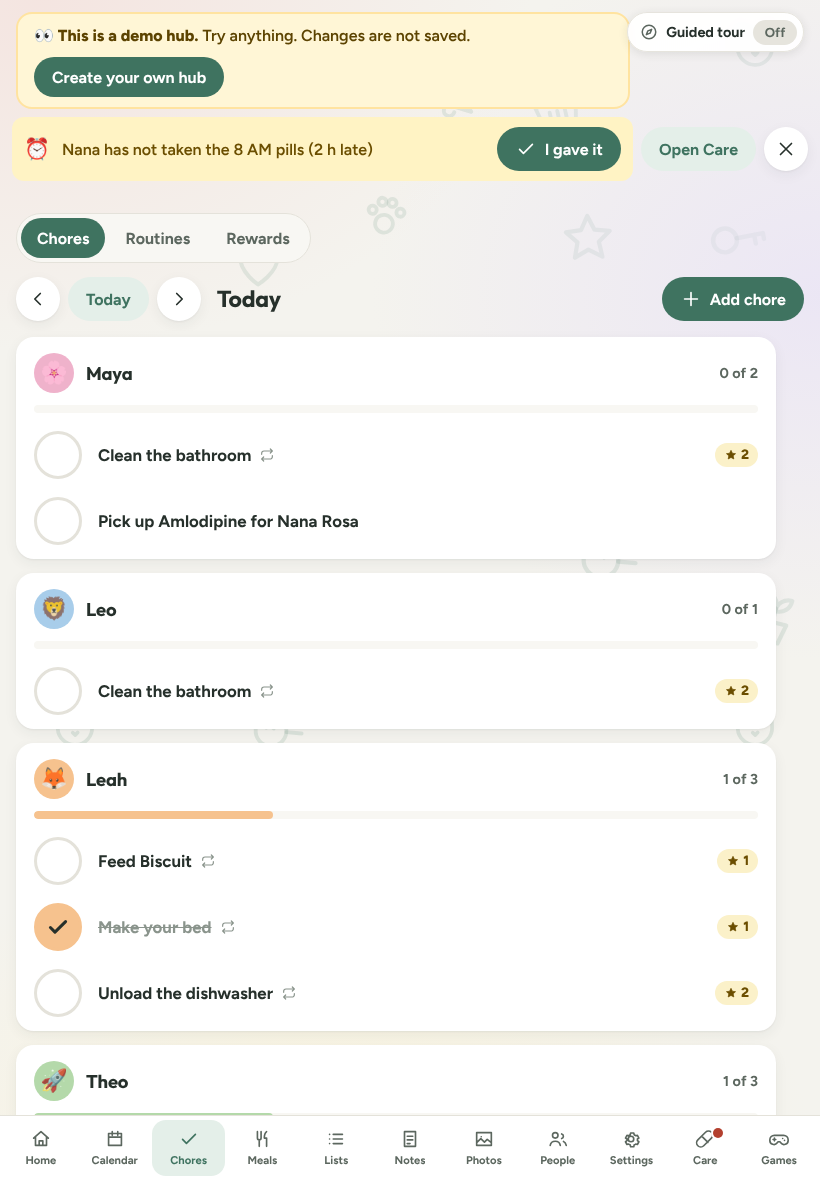 👀 This is a demo hub. Try anything. Changes are not saved.
Guided tour Off
Create your own hub
Nana has not taken the 8 AM pills (2 h late)
I gave it
Open Care
Chores Routines Rewards
Today Today
Add chore
Maya 0 of 2
Clean the bathroom ★ 2
Pick up Amlodipine for Nana Rosa
Leo 0 of 1
Clean the bathroom ★ 2
Leah 1 of 3
Feed Biscuit ★ 1
Make your bed ★ 1
Unload the dishwasher ★ 2
Theo 1 of 3
Home Calendar Chores Meals Lists Notes Photos People Settings Care Games